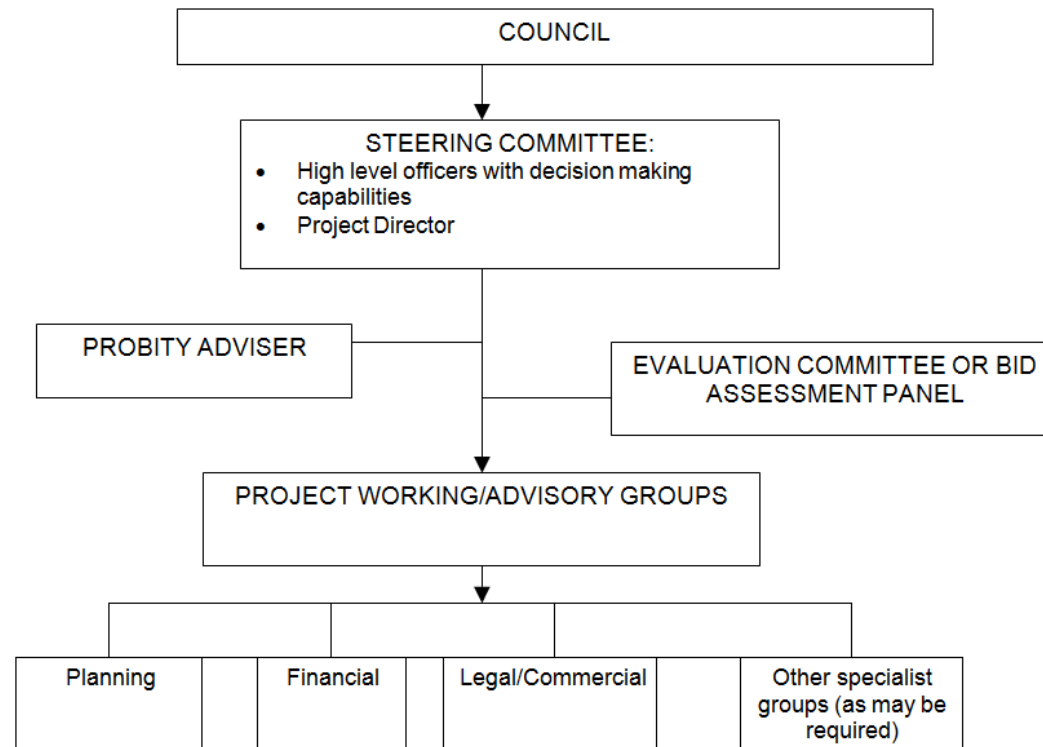 COUNCIL
STEERING COMMITTEE:
• High level officers with decision making
capabilities
• Project Director
PROBITY ADVISER
EVALUATION COMMITTEE OR BID
ASSESSMENT PANEL
PROJECT WORKING/ADVISORY GROUPS
Planning
Financial
Legal/Commercial
Other specialist
groups (as may be
required)